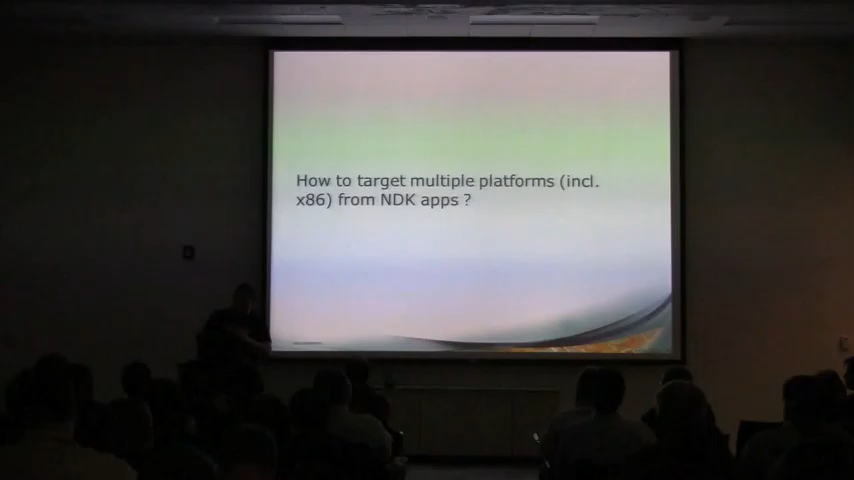 How to target multiple platforms (incl.
x86) from NDK apps ?